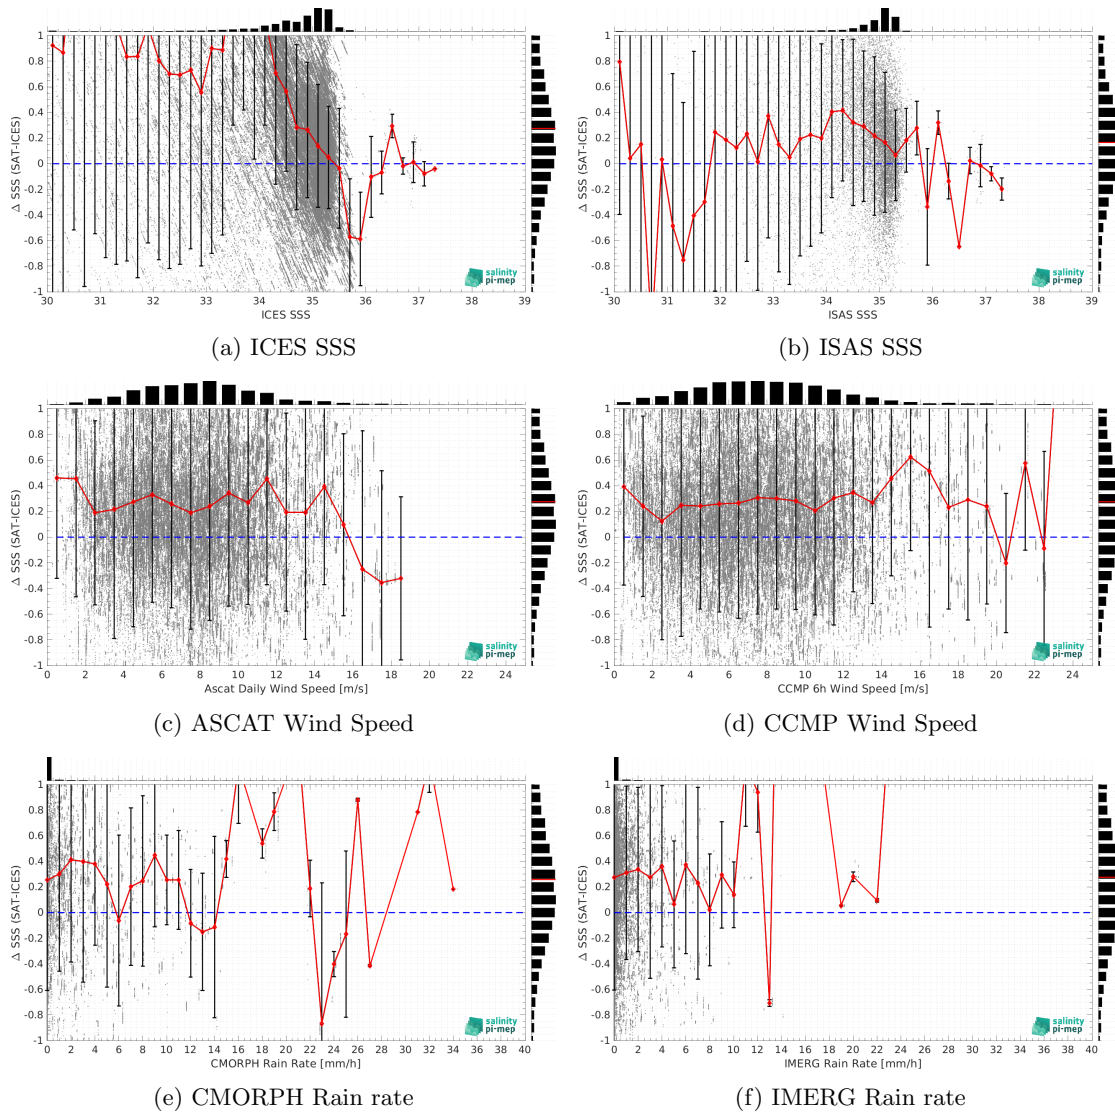 Δ SSS (SAT-ICES)
1
0.8
0.6
0.4
0.2
0
-0.2
-0.4
-0.6
-0.8
-1
30 31 32 33 34 35 36 37 38 39
ICES SSS
salinity
pi-mep
(a) ICES SSS
Δ SSS (SAT-ICES)
1
0.8
0.6
0.4
0.2
0
-0.2
-0.4
-0.6
-0.8
-1
30 31 32 33 34 35 36 37 38 39
ISAS SSS
salinity
pi-mep
(b) ISAS SSS
Δ SSS (SAT-ICES)
1
0.8
0.6
0.4
0.2
0
-0.2
-0.4
-0.6
-0.8
-1
0 2 4 6 8 10 12 14 16 18 20 22 24
Ascat Daily Wind Speed [m/s]
salinity
pi-mep
(c) ASCAT Wind Speed
Δ SSS (SAT-ICES)
1
0.8
0.6
0.4
0.2
0
-0.2
-0.4
-0.6
-0.8
-1
0 2 4 6 8 10 12 14 16 18 20 22 24
CCMP 6h Wind Speed [m/s]
salinity
pi-mep
(d) CCMP Wind Speed
Δ SSS (SAT-ICES)
1
0.8
0.6
0.4
0.2
0
-0.2
-0.4
-0.6
-0.8
-1
0 2 4 6 8 10 12 14 16 18 20 22 24 26 28 30 32 34 36 38 40
CMORPH Rain Rate [mm/h]
salinity
pi-mep
(e) CMORPH Rain rate
Δ SSS (SAT-ICES)
1
0.8
0.6
0.4
0.2
0
-0.2
-0.4
-0.6
-0.8
-1
0 2 4 6 8 10 12 14 16 18 20 22 24 26 28 30 32 34 36 38 40
IMERG Rain Rate [mm/h]
salinity
pi-mep
(f) IMERG Rain rate